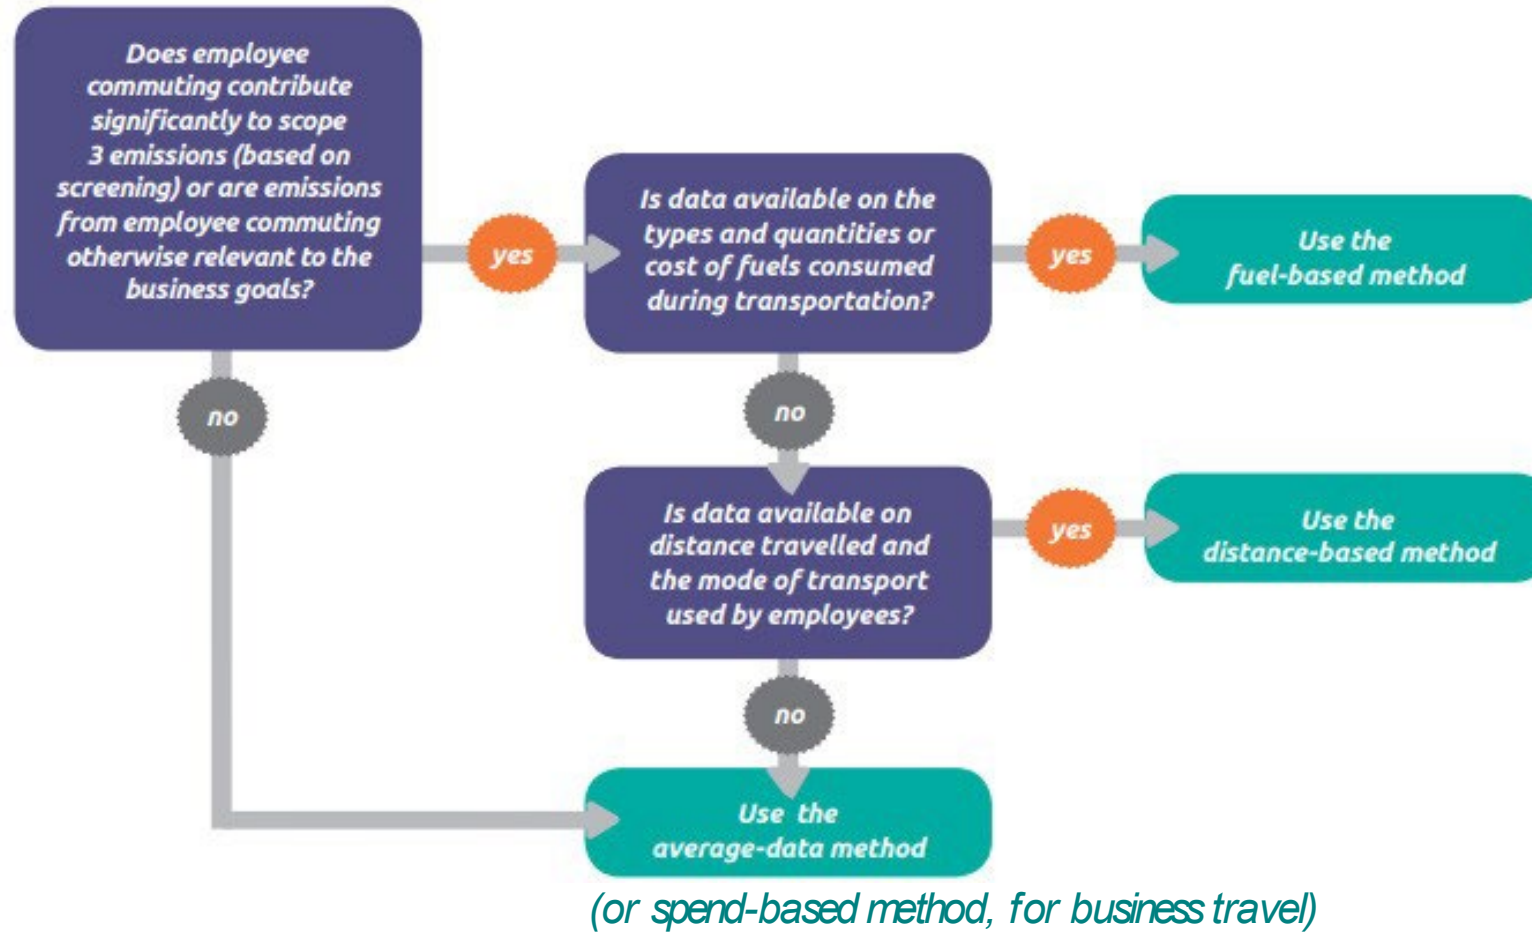 Does employee
commuting contribute
significantly to scope
3 emissions (based on
screening) or are emissions
from employee commuting
otherwise relevant to the
business goals?
yes
Is data available on the
types and quantities or
cost of fuels consumed
during transportation?
yes
Use the
fuel-based method
no
no
Is data available on
distance travelled and
the mode of transport
used by employees?
yes
Use the
distance-based method
no
Use the
average-data method
(or spend-based method, for business travel)